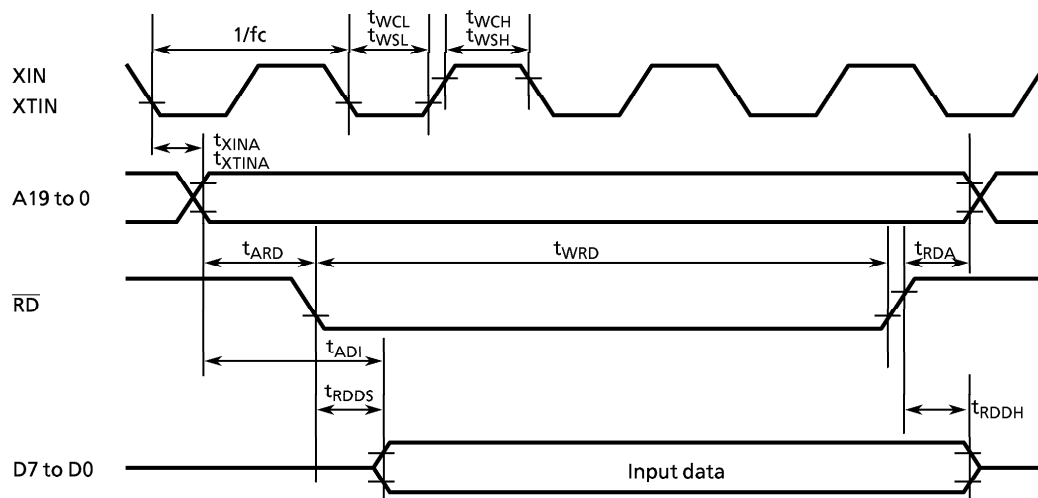 1/fc
tWCL
tWSL
tWCH
tWSH
XIN
XTIN
tXINA
tXTINA
A19 to 0
tARD
tWRD
tRDA
RD
tADI
tRDDS
tRDDH
D7 to D0
Input data